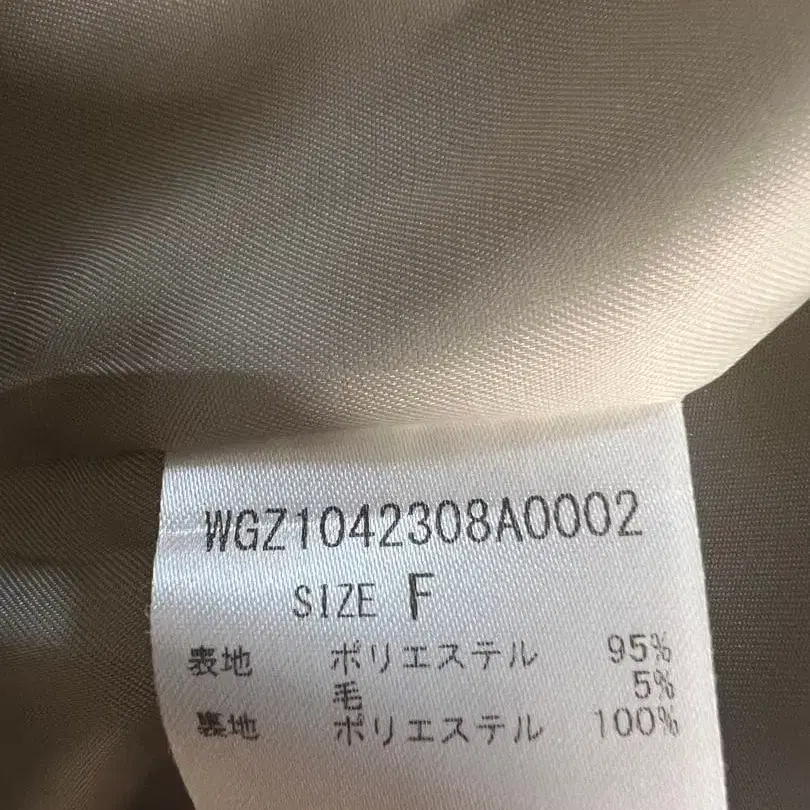 WGZ1042308A0002
SIZE F
表地 ポリエステル 95%
毛 5%
裏地 ポリエステル 100%